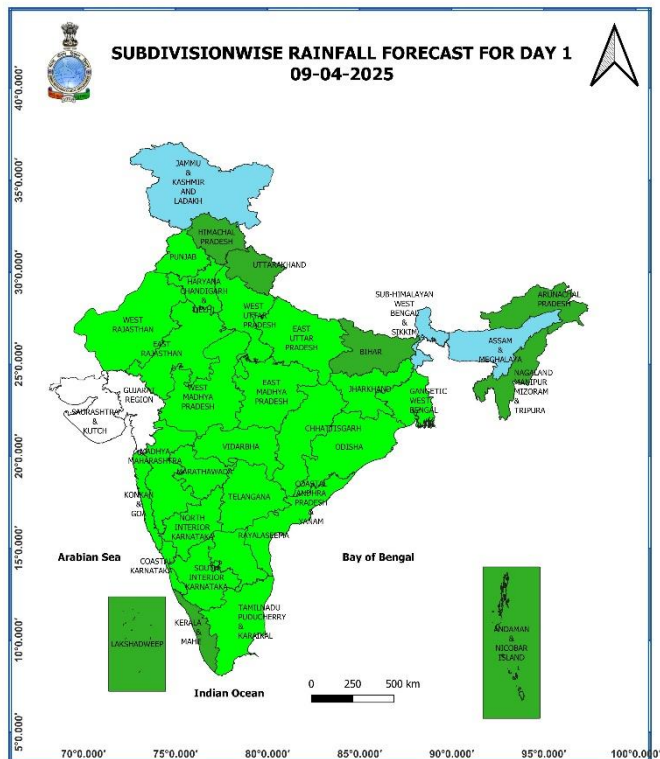 SUBDIVISIONWISE RAINFALL FORECAST FOR DAY 1
09-04-2025
40°0.000'
35°0.000'
30°0.000'
25°0.000'
20°0.000'
15°0.000'
10°0.000'
5°0.000'
JAMMU
&
KASHMIR
AND
LADAKH
HIMACHAL
PRADESH
PUNJAB
UTTARAKHAND
HARYANA
CHANDIGARH
&
DELHI
WEST
UTTAR
PRADESH
SUB-HIMALAYAN
WEST
BENGAL
&
SIKKIM
ARUNACHAL
PRADESH
WEST
RAJASTHAN
EAST
RAJASTHAN
EAST
UTTAR
PRADESH
BIHAR
ASSAM
&
MEGHALAYA
NAGALAND
MANIPUR
MIZORAM
&
TRIPURA
GUJARAT
REGION
SAURASHTRA
&
KUTCH
WEST
MADHYA
PRADESH
EAST
MADHYA
PRADESH
JHARKHAND
GANGETIC
WEST
BENGAL
CHHATTISGARH
ODISHA
MADHYA
MAHARASHTRA
VIDARBHA
MARATHAWADA
KONKAN
&
GOA
TELANGANA
COASTAL
ANDHRA
PRADESH
&
YANAM
NORTH
INTERIOR
KARNATAKA
RAYALASEEMA
COASTAL
KARNATAKA
SOUTH
INTERIOR
KARNATAKA
Arabian Sea
Bay of Bengal
LAKSHADWEEP
KERALA
&
MAHE
TAMILNADU
PUDUCHERRY
&
KARAIKAL
ANDAMAN
&
NICOBAR
ISLAND
Indian Ocean
0 250 500 km
70°0.000' 75°0.000' 80°0.000' 85°0.000' 90°0.000' 95°0.000' 100°0.000'